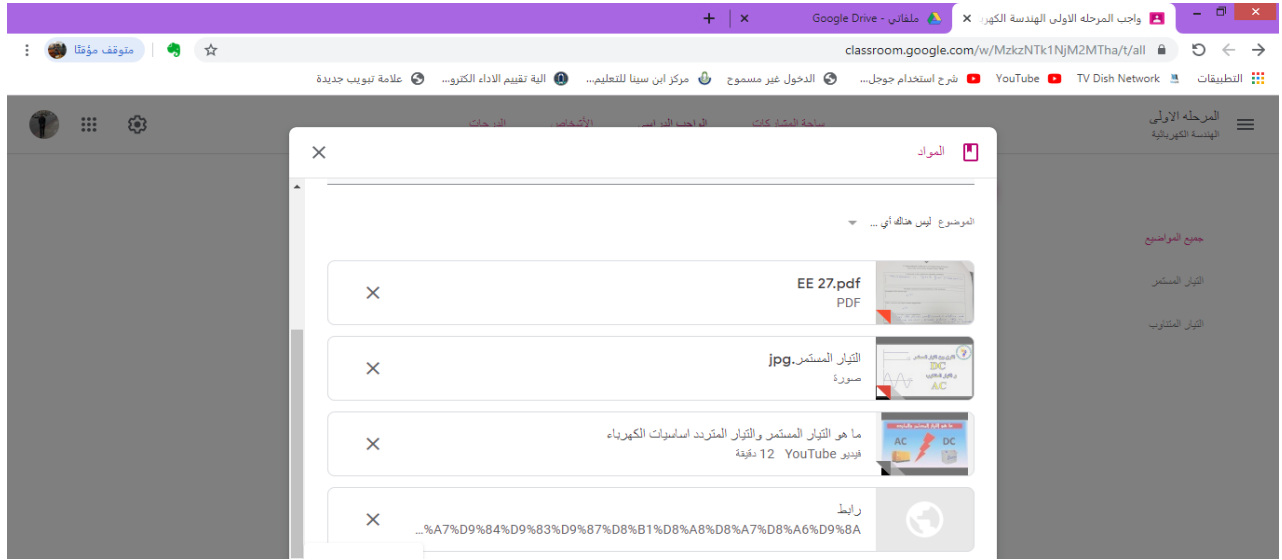 واجب المرحله الاولى الهندسة الكهر
ملفاتي - Google Drive
classroom.google.com/w/MzkzNTk1NjM2MTha/t/all
متوقف مؤقتًا
التطبيقات
TV Dish Network
YouTube
شرح استخدام جوجل...
الدخول غير مسموح
مركز ابن سينا للتعليم...
الية تقييم الاداء الكترو...
علامة تبويب جديدة
المرحله الاولى
الهندسة الكهربائية
ساحة المشاركات
الواجب الدراسي
الأشخاص
الدرجات
المواد
الموضوع ليس هناك أي ...
جميع المواضيع
التيار المستمر
التيار المتناوب
EE 27.pdf
PDF
التيار المستمر.jpg
صورة
DC
AC
ما هو التيار المستمر والتيار المتردد اساسيات الكهرباء
فيديو YouTube 12 دقيقة
AC
DC
رابط
...%A7%D9%84%D9%83%D9%87%D8%B1%D8%A8%D8%A7%D8%A6%D9%8A